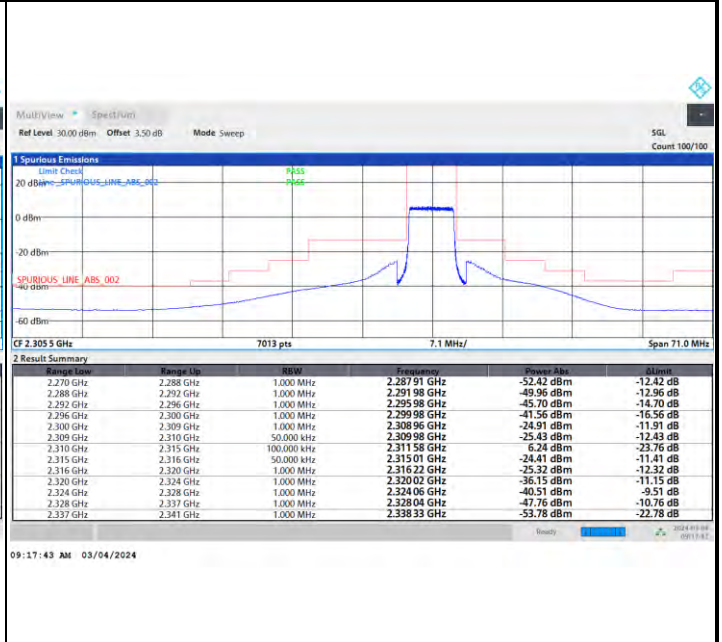 MultiView Spectrum
Ref Level 30.00 dBm Offset 3.50 dB Mode Sweep SGL
Count 100/100
1 Spurious Emissions
Limit Check PASS
20 dBm Line _SPURIOUS_LINE_ABS_002 PASS
0 dBm
-20 dBm
SPURIOUS_LINE_ABS_002
-40 dBm
-60 dBm
CF 2.305 5 GHz 7013 pts 7.1 MHz/ Span 71.0 MHz
2 Result Summary
Range Low Range Up RBW Frequency Power Abs ΔLimit
2.270 GHz 2.288 GHz 1.000 MHz 2.287 91 GHz -52.42 dBm -12.42 dB
2.288 GHz 2.292 GHz 1.000 MHz 2.291 98 GHz -49.96 dBm -12.96 dB
2.292 GHz 2.296 GHz 1.000 MHz 2.295 98 GHz -45.70 dBm -14.70 dB
2.296 GHz 2.300 GHz 1.000 MHz 2.299 98 GHz -41.56 dBm -16.56 dB
2.300 GHz 2.309 GHz 1.000 MHz 2.308 96 GHz -24.91 dBm -11.91 dB
2.309 GHz 2.310 GHz 50.000 kHz 2.309 98 GHz -25.43 dBm -12.43 dB
2.310 GHz 2.315 GHz 100.000 kHz 2.311 58 GHz 6.24 dBm -23.76 dB
2.315 GHz 2.316 GHz 50.000 kHz 2.315 01 GHz -24.41 dBm -11.41 dB
2.316 GHz 2.320 GHz 1.000 MHz 2.316 22 GHz -25.32 dBm -12.32 dB
2.320 GHz 2.324 GHz 1.000 MHz 2.320 02 GHz -36.15 dBm -11.15 dB
2.324 GHz 2.328 GHz 1.000 MHz 2.324 06 GHz -40.51 dBm -9.51 dB
2.328 GHz 2.337 GHz 1.000 MHz 2.328 04 GHz -47.76 dBm -10.76 dB
2.337 GHz 2.341 GHz 1.000 MHz 2.338 33 GHz -53.78 dBm -22.78 dB
Ready
09:17:43 AM 03/04/2024